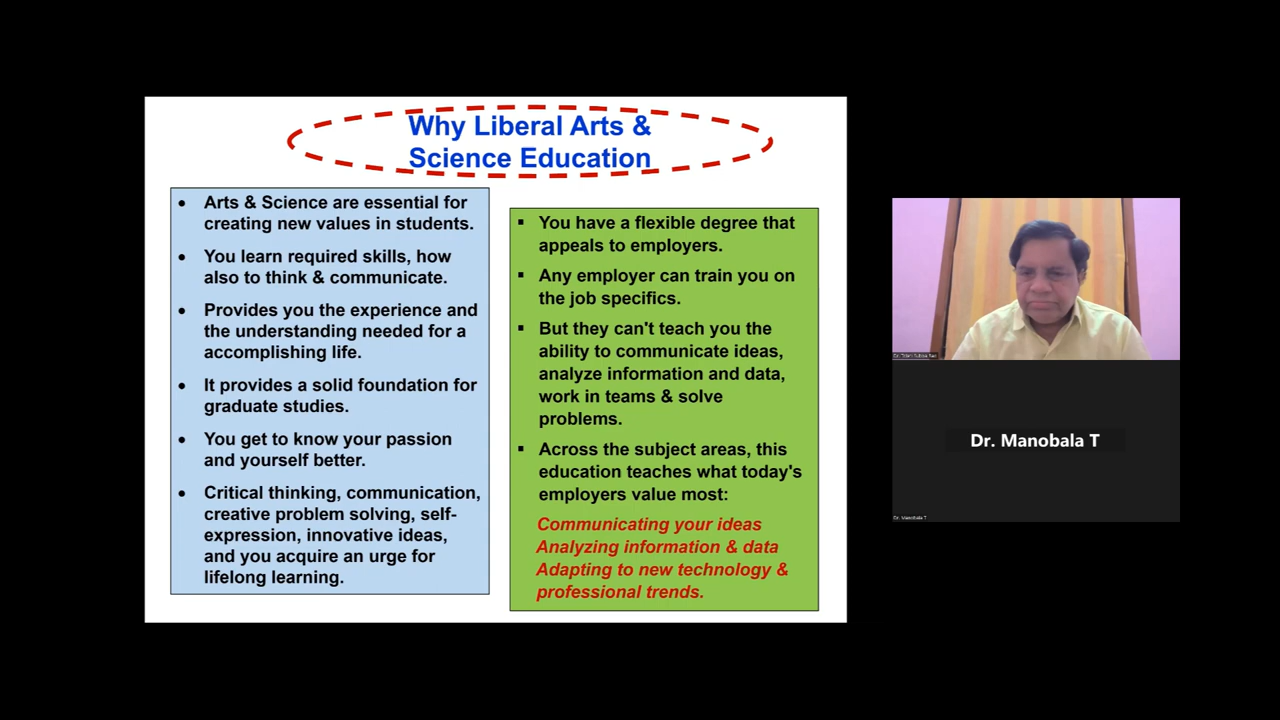 Why Liberal Arts &
Science Education
• Arts & Science are essential for
creating new values in students.
• You learn required skills, how
also to think & communicate.
• Provides you the experience and
the understanding needed for a
accomplishing life.
• It provides a solid foundation for
graduate studies.
• You get to know your passion
and yourself better.
• Critical thinking, communication,
creative problem solving, self-
expression, innovative ideas,
and you acquire an urge for
lifelong learning.
▪ You have a flexible degree that
appeals to employers.
▪ Any employer can train you on
the job specifics.
▪ But they can't teach you the
ability to communicate ideas,
analyze information and data,
work in teams & solve
problems.
▪ Across the subject areas, this
education teaches what today's
employers value most:
Communicating your ideas
Analyzing information & data
Adapting to new technology &
professional trends.
Dr. Manobala T
Dr. Manobala T